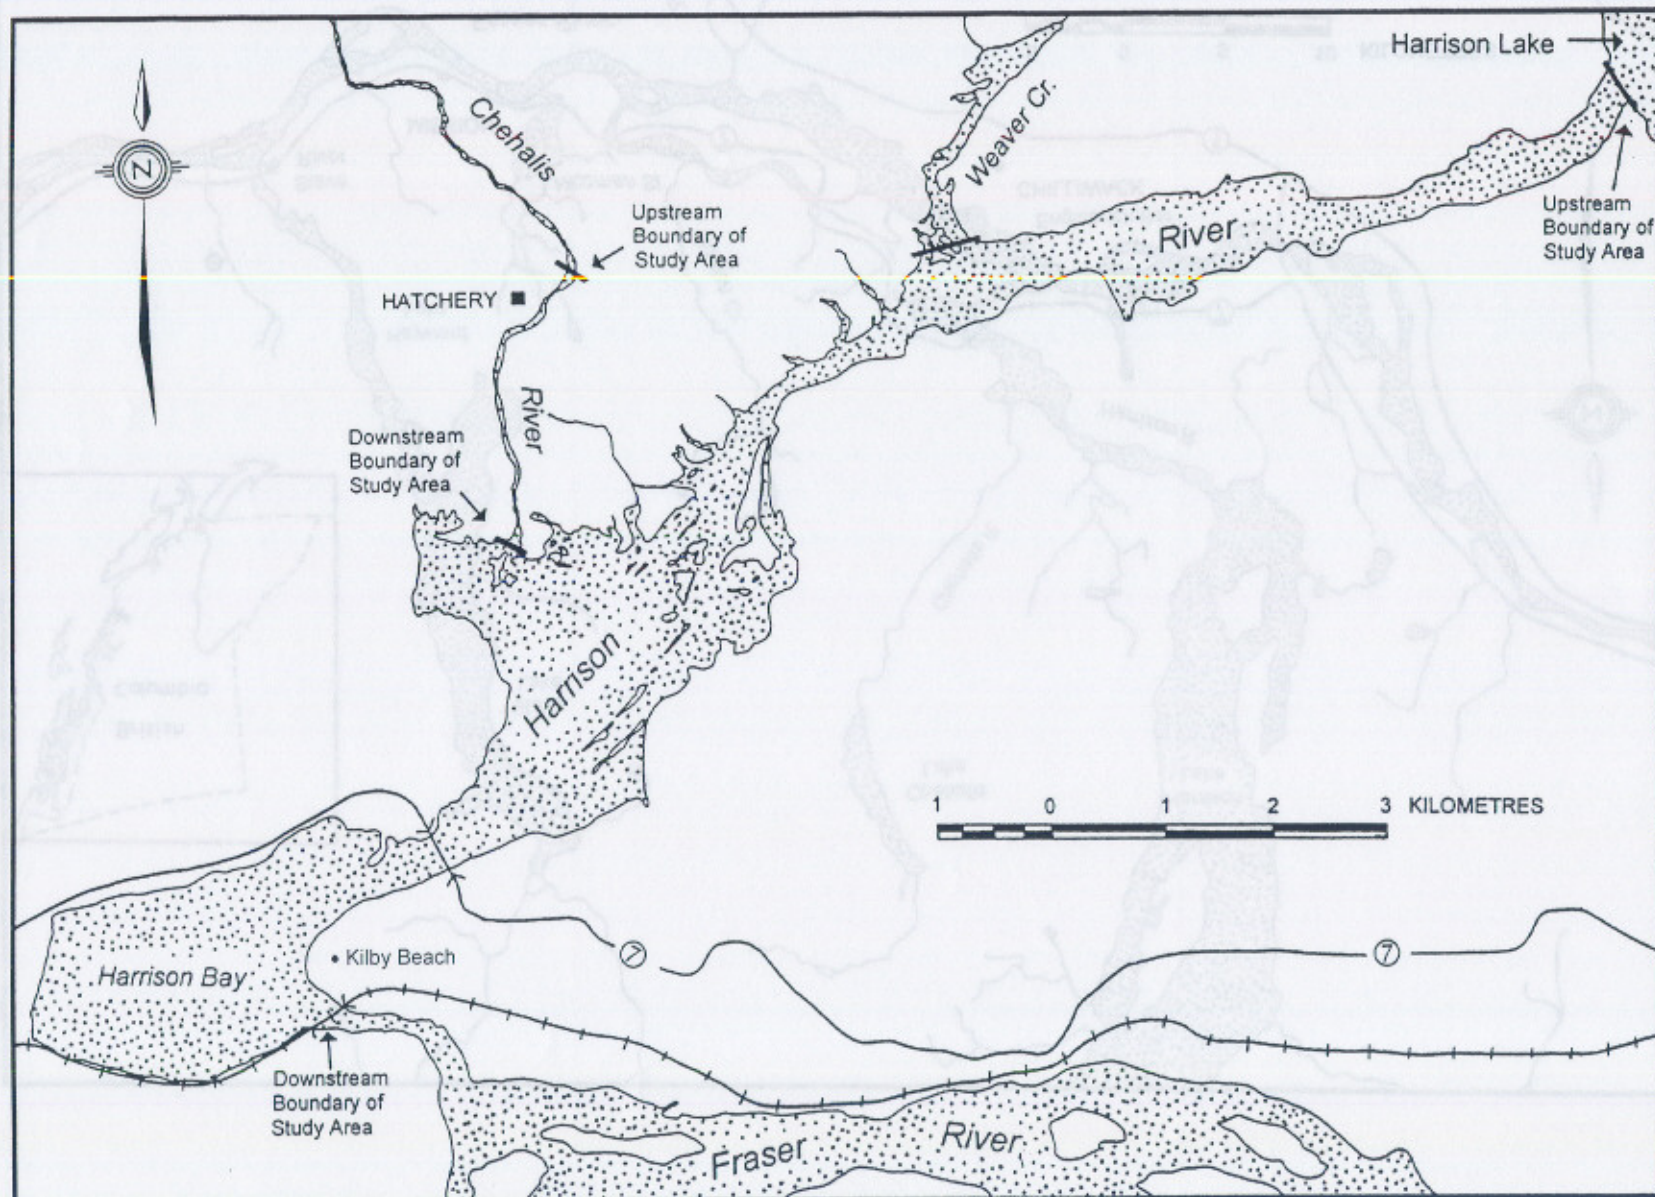 Harrison Lake
Chehalis
Weaver Cr.
Upstream
Boundary of
Study Area
River
Upstream
Boundary of
Study Area
HATCHERY
River
Downstream
Boundary of
Study Area
Harrison
1 0 1 2 3 KILOMETRES
7
7
Kilby Beach
Harrison Bay
Downstream
Boundary of
Study Area
Fraser
River
N